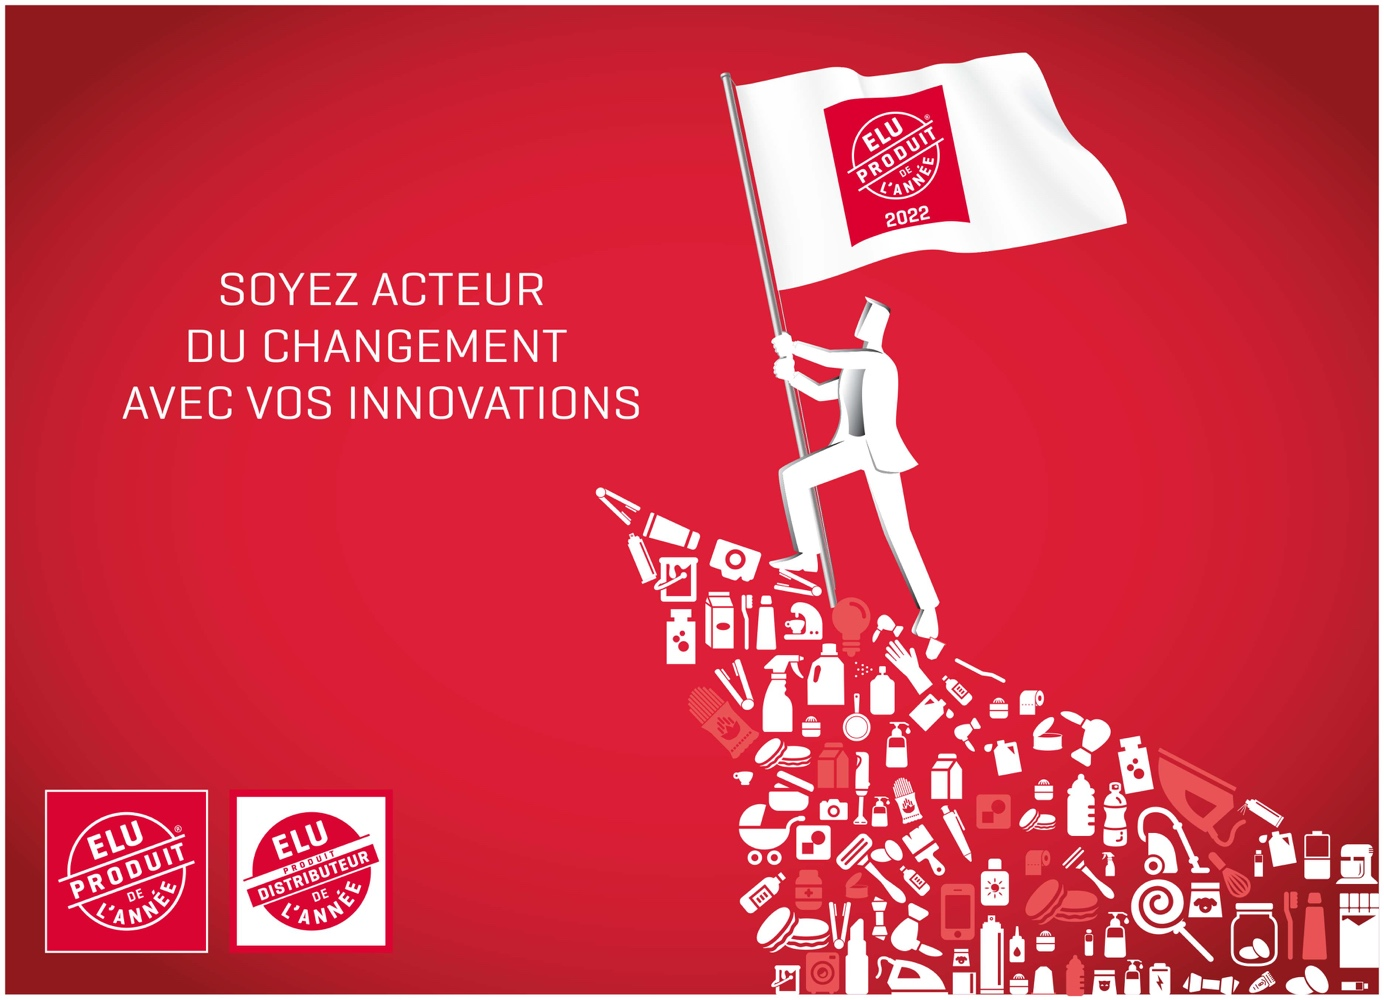 ELU
PRODUIT
DE
L'ANNÉE
®
2022
SOYEZ ACTEUR
DU CHANGEMENT
AVEC VOS INNOVATIONS
ELU
PRODUIT
DE
L'ANNÉE
®
ELU
PRODUIT
DISTRIBUTEUR
DE
L'ANNÉE